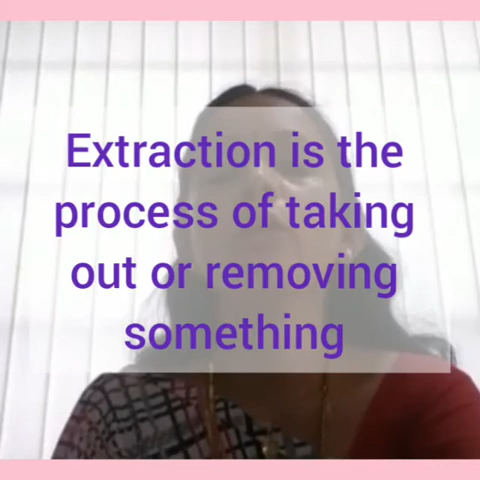 Extraction is the
process of taking
out or removing
something